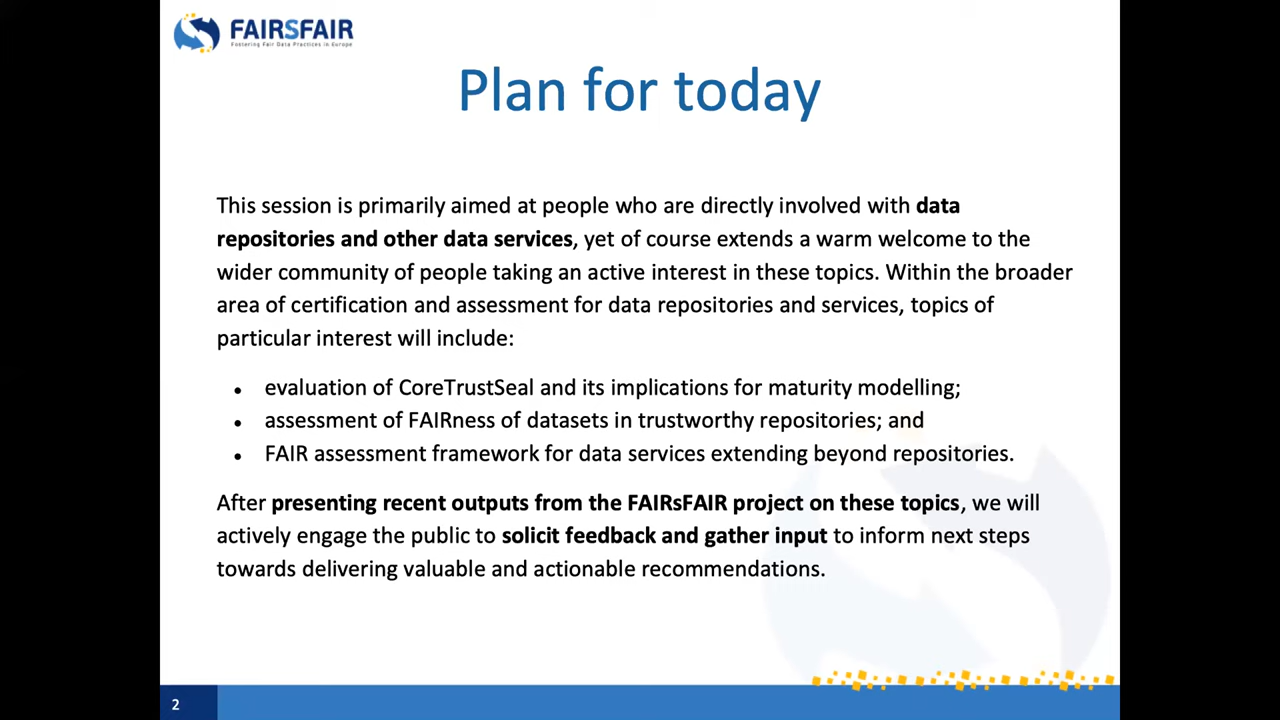 FAIRSFAIR
Fostering Fair Data Practices in Europe
Plan for today
This session is primarily aimed at people who are directly involved with data
repositories and other data services, yet of course extends a warm welcome to the
wider community of people taking an active interest in these topics. Within the broader
area of certification and assessment for data repositories and services, topics of
particular interest will include:
• evaluation of CoreTrustSeal and its implications for maturity modelling;
• assessment of FAIRness of datasets in trustworthy repositories; and
• FAIR assessment framework for data services extending beyond repositories.
After presenting recent outputs from the FAIRsFAIR project on these topics, we will
actively engage the public to solicit feedback and gather input to inform next steps
towards delivering valuable and actionable recommendations.
2